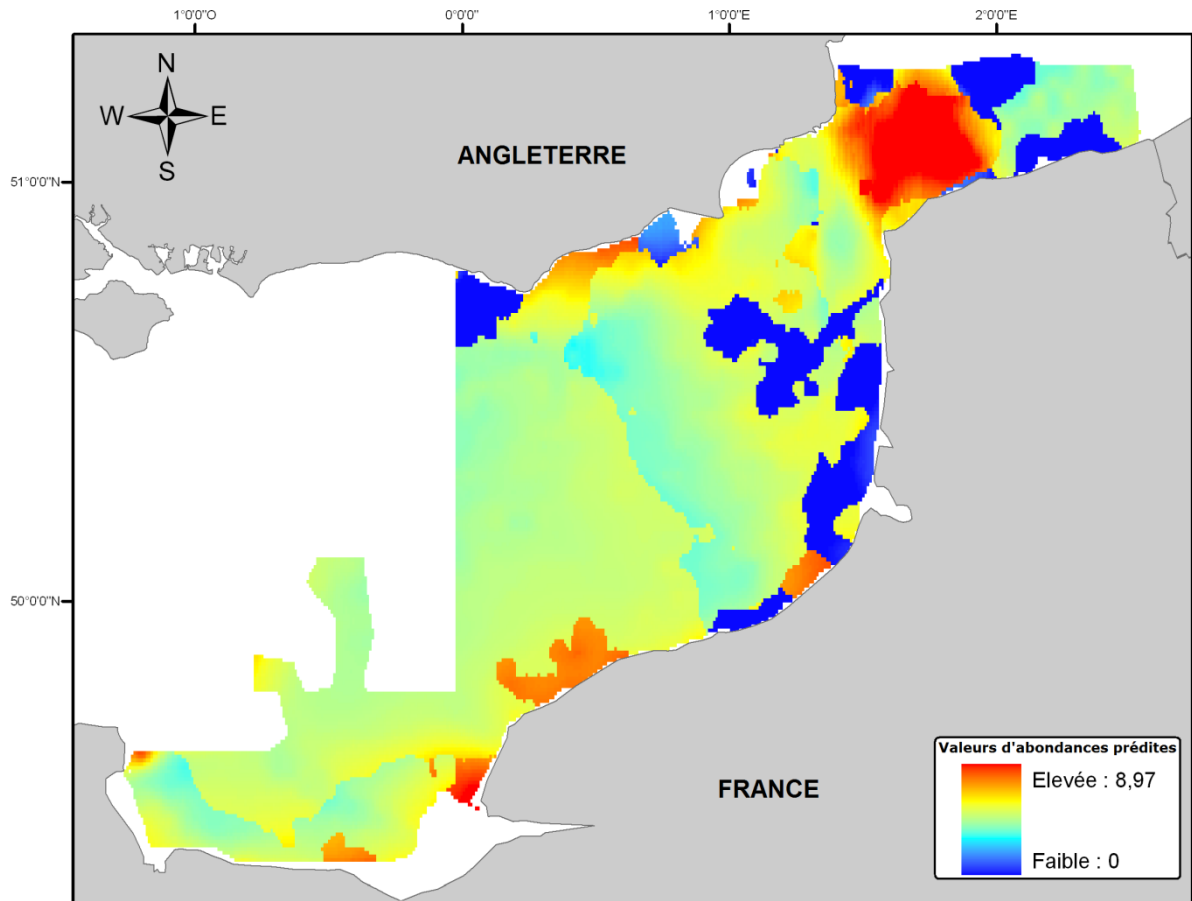 1°0'0"O
0°0'0"
1°0'0"E
2°0'0"E
N
W
E
S
ANGLETERRE
51°0'0"N
50°0'0"N
FRANCE
Valeurs d'abondances prédites
Elevée : 8,97
Faible : 0